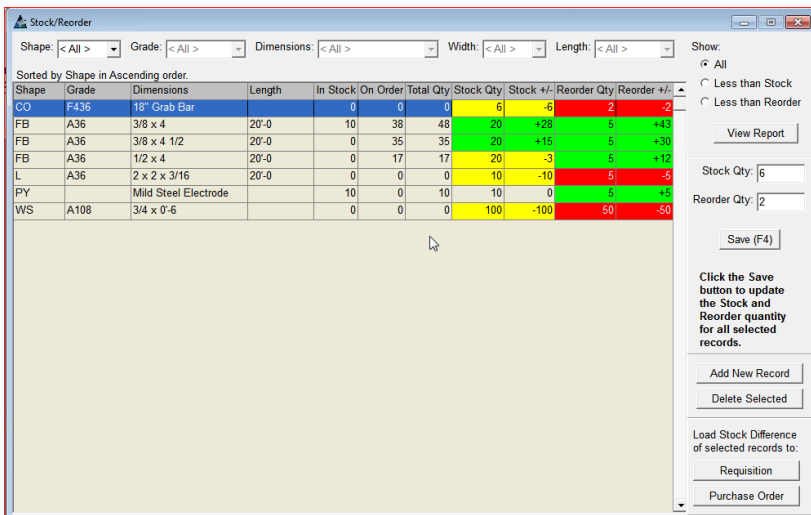 Stock/Reorder
Shape: < All > Grade: < All > Dimensions: < All > Width: < All > Length: < All > Show:
All
Sorted by Shape in Ascending order.
Less than Stock
Less than Reorder
View Report
Shape Grade Dimensions Length In Stock On Order Total Qty Stock Qty Stock +/- Reorder Qty Reorder +/-
CO F436 18" Grab Bar 0 0 0 6 -6 2 -2
FB A36 3/8 x 4 20'-0 10 38 48 20 +28 5 +43
FB A36 3/8 x 4 1/2 20'-0 0 35 35 20 +15 5 +30
FB A36 1/2 x 4 20'-0 0 17 17 20 -3 5 +12
L A36 2 x 2 x 3/16 20'-0 0 0 0 10 -10 5 -5
PY Mild Steel Electrode 10 0 10 10 0 5 +5
WS A108 3/4 x 0'-6 0 0 0 100 -100 50 -50
Stock Qty: 6
Reorder Qty: 2
Save (F4)
Click the Save
button to update
the Stock and
Reorder quantity
for all selected
records.
Add New Record
Delete Selected
Load Stock Difference
of selected records to:
Requisition
Purchase Order